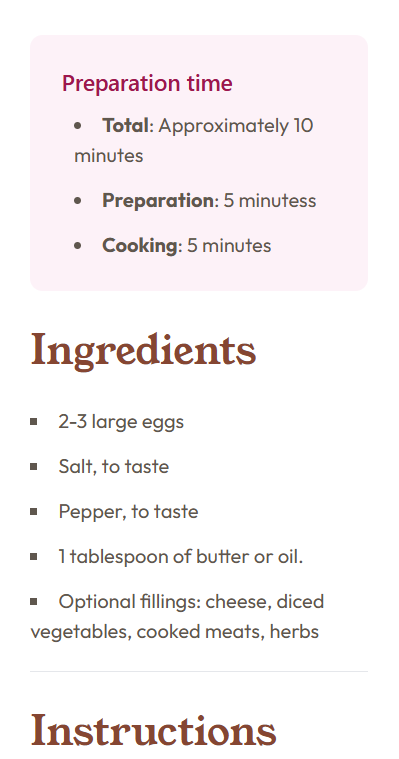 Preparation time
• Total: Approximately 10
minutes
• Preparation: 5 minutess
• Cooking: 5 minutes
Ingredients
▪ 2-3 large eggs
▪ Salt, to taste
▪ Pepper, to taste
▪ 1 tablespoon of butter or oil.
▪ Optional fillings: cheese, diced
vegetables, cooked meats, herbs
Instructions